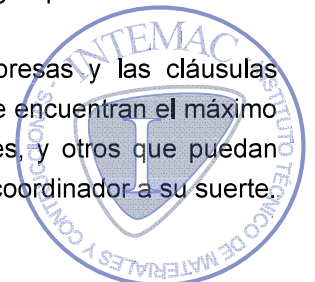 presas y las cláusulas
e encuentran el máximo
es, y otros que puedan
coordinador a su suerte.
INTEMAC
INSTITUTO TÉCNICO DE MATERIALES Y CONSTRUCCIONES
I